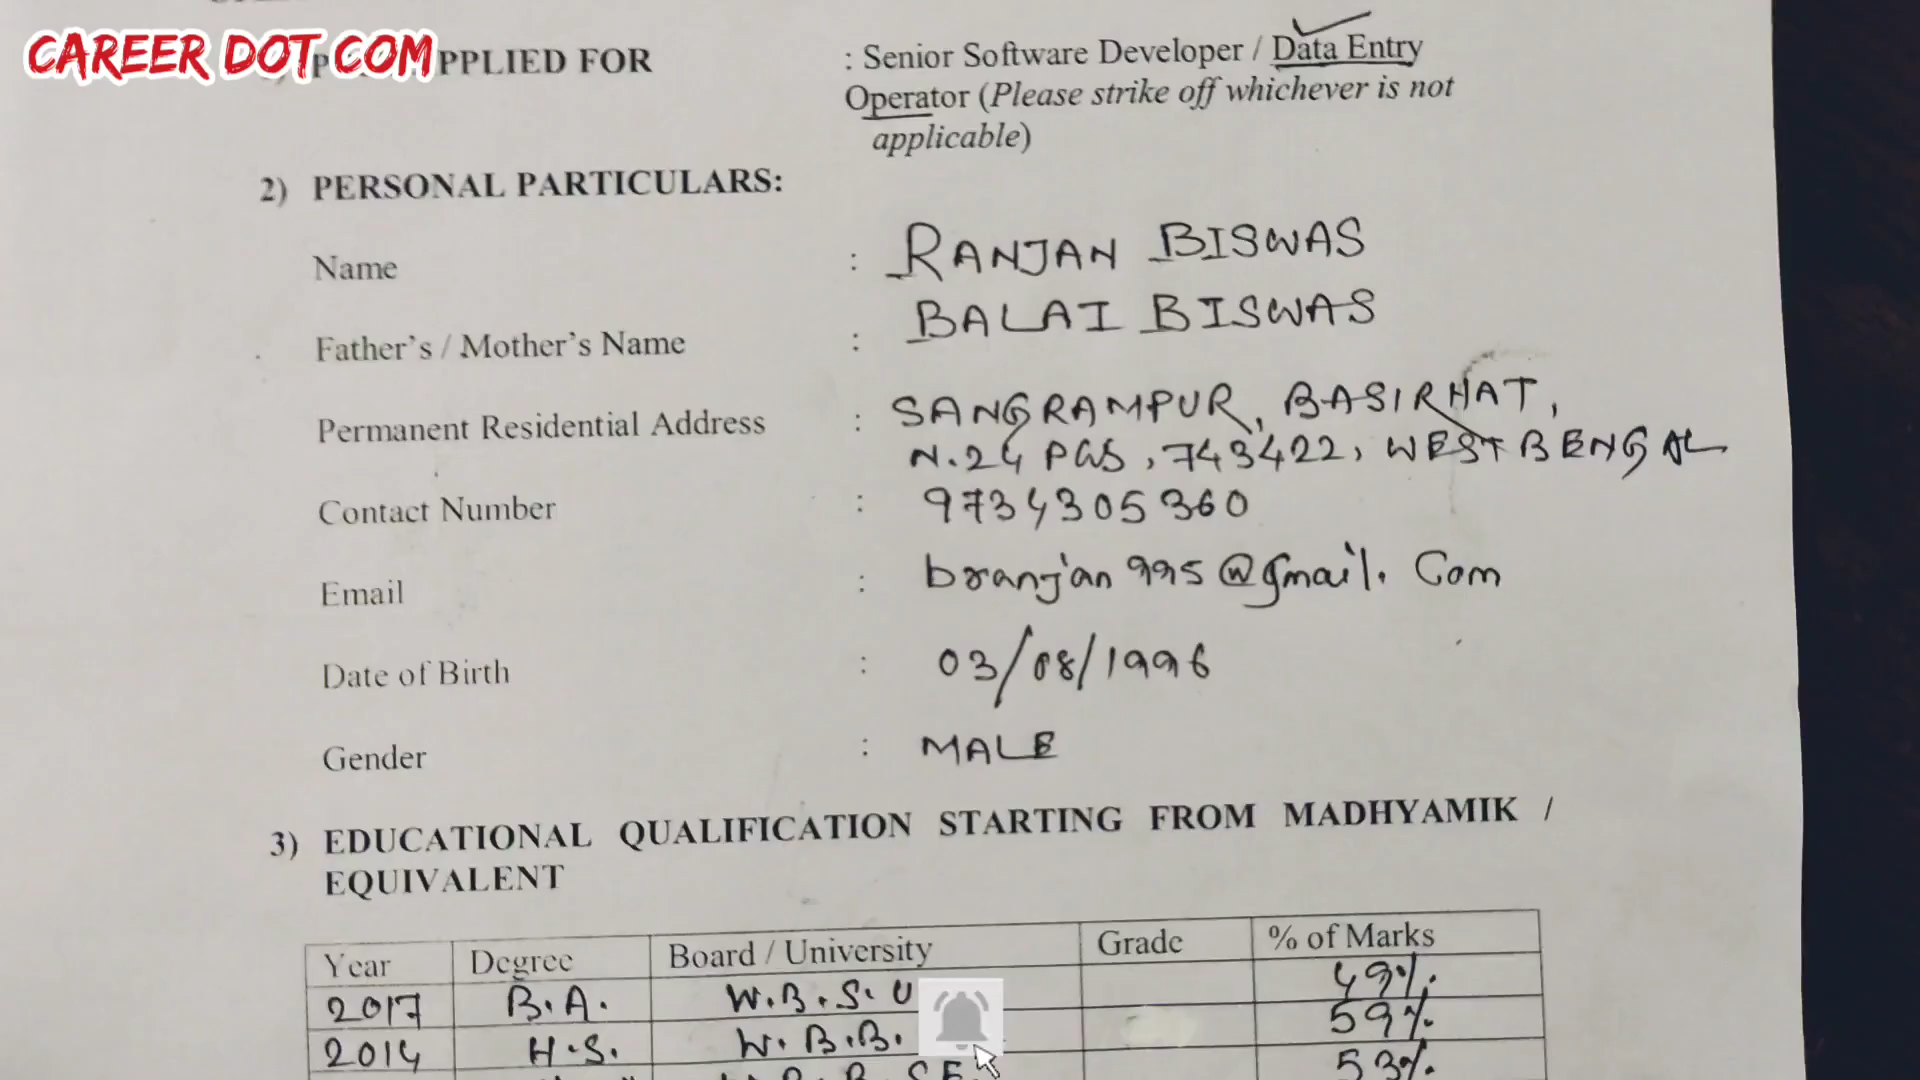 CAREER DOT COM
PPLIED FOR : Senior Software Developer / Data Entry
Operator (Please strike off whichever is not
applicable)
2) PERSONAL PARTICULARS:
Name : RANJAN BISWAS
Father's / Mother's Name : BALAI BISWAS
Permanent Residential Address : SANGRAMPUR, BASIRHAT,
N.24 PGS, 743422, WEST BENGAL
Contact Number : 9734305360
Email : branjan995@gmail.com
Date of Birth : 03/08/1996
Gender : MALE
3) EDUCATIONAL QUALIFICATION STARTING FROM MADHYAMIK /
EQUIVALENT
Year Degree Board / University Grade % of Marks
2017 B.A. W.B.S.U 49%.
2014 H.S. W.B.B. 59%.
53%.